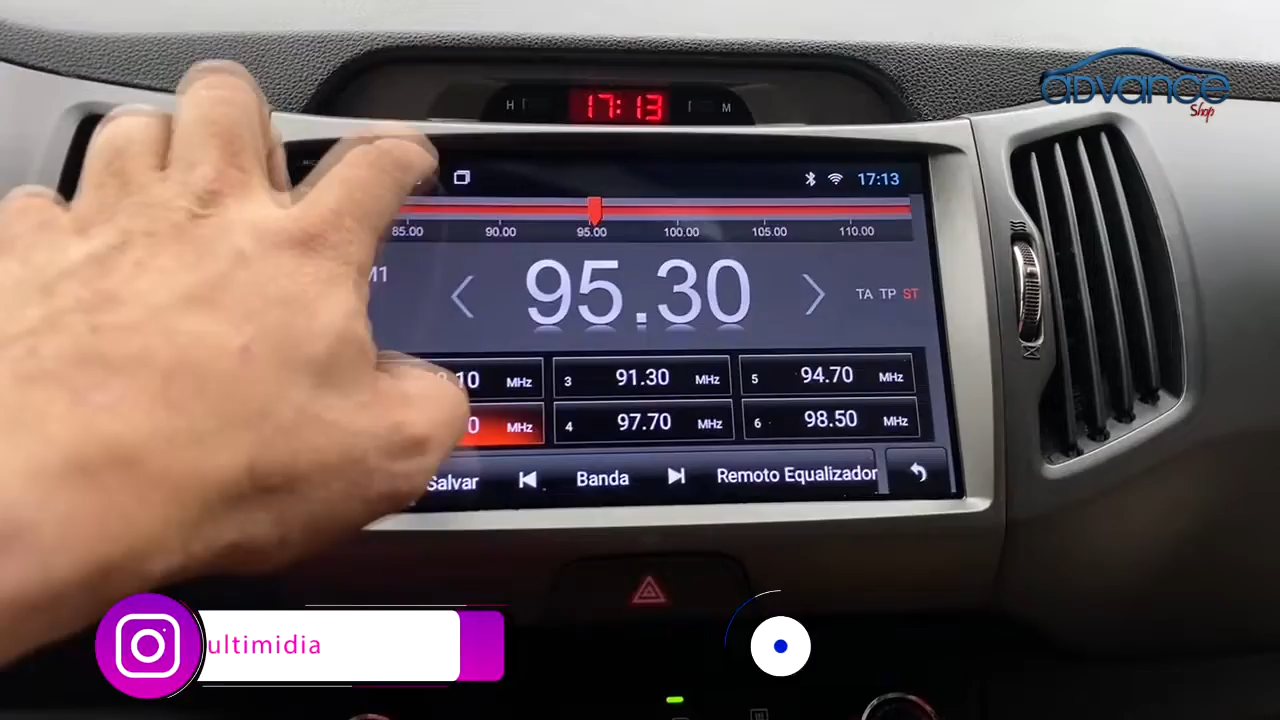 H 17:13 M
ADVANCE
Shop
17:13
85.00 90.00 95.00 100.00 105.00 110.00
M1 95.30 TA TP ST
.10 MHz 3 91.30 MHz 5 94.70 MHz
0 MHz 4 97.70 MHz 6 98.50 MHz
Salvar Banda Remoto Equalizador
ultimidia